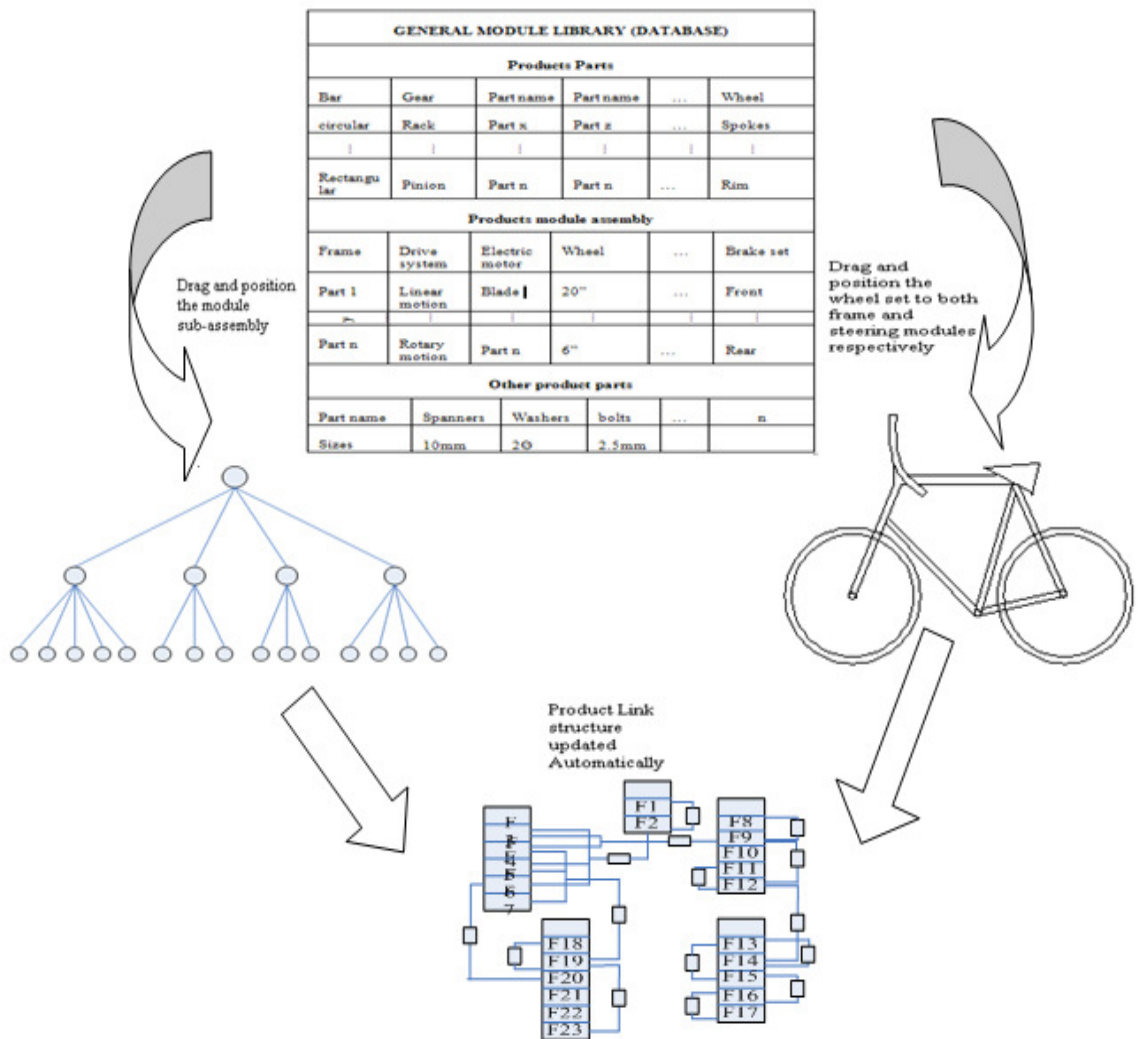 GENERAL MODULE LIBRARY (DATABASE)
Products Parts
Bar Gear Part name Part name ... Wheel
circular Rack Part x Part z ... Spokes
Rectangu
lar Pinion Part n Part n ... Rim
Products module assembly
Frame Drive
system Electric
motor Wheel ... Brake set
Part 1 Linear
motion Blade 20" ... Front
Part n Rotary
motion Part n 6" ... Rear
Other product parts
Part name Spanners Washers bolts ... n
Sizes 10mm 2Θ 2.5mm
Drag and position
the module
sub-assembly
Drag and
position the
wheel set to both
frame and
steering modules
respectively
Product Link
structure
updated
Automatically
F1
F2
F
6
7
F8
F9
F10
F11
F12
F13
F14
F15
F16
F17
F18
F19
F20
F21
F22
F23